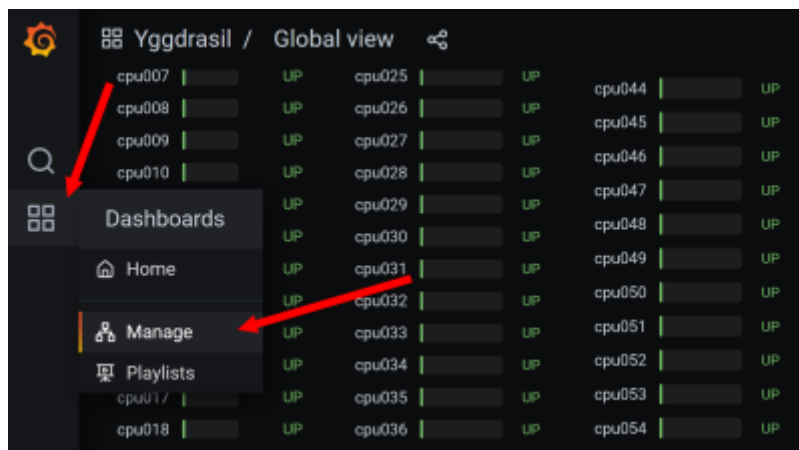 Yggdrasil / Global view
cpu007 UP cpu025 UP
cpu044 UP
cpu008 UP cpu026 UP
cpu045 UP
cpu009 UP cpu027 UP
cpu046 UP
cpu010 UP cpu028 UP
cpu047 UP
Dashboards UP cpu029 UP
cpu048 UP
UP cpu030 UP
cpu049 UP
Home UP cpu031 UP
cpu050 UP
UP cpu032 UP
cpu051 UP
Manage UP cpu033 UP
cpu052 UP
Playlists UP cpu034 UP
cpu053 UP
cpu017 UP cpu035 UP
cpu018 UP cpu036 UP
cpu054 UP